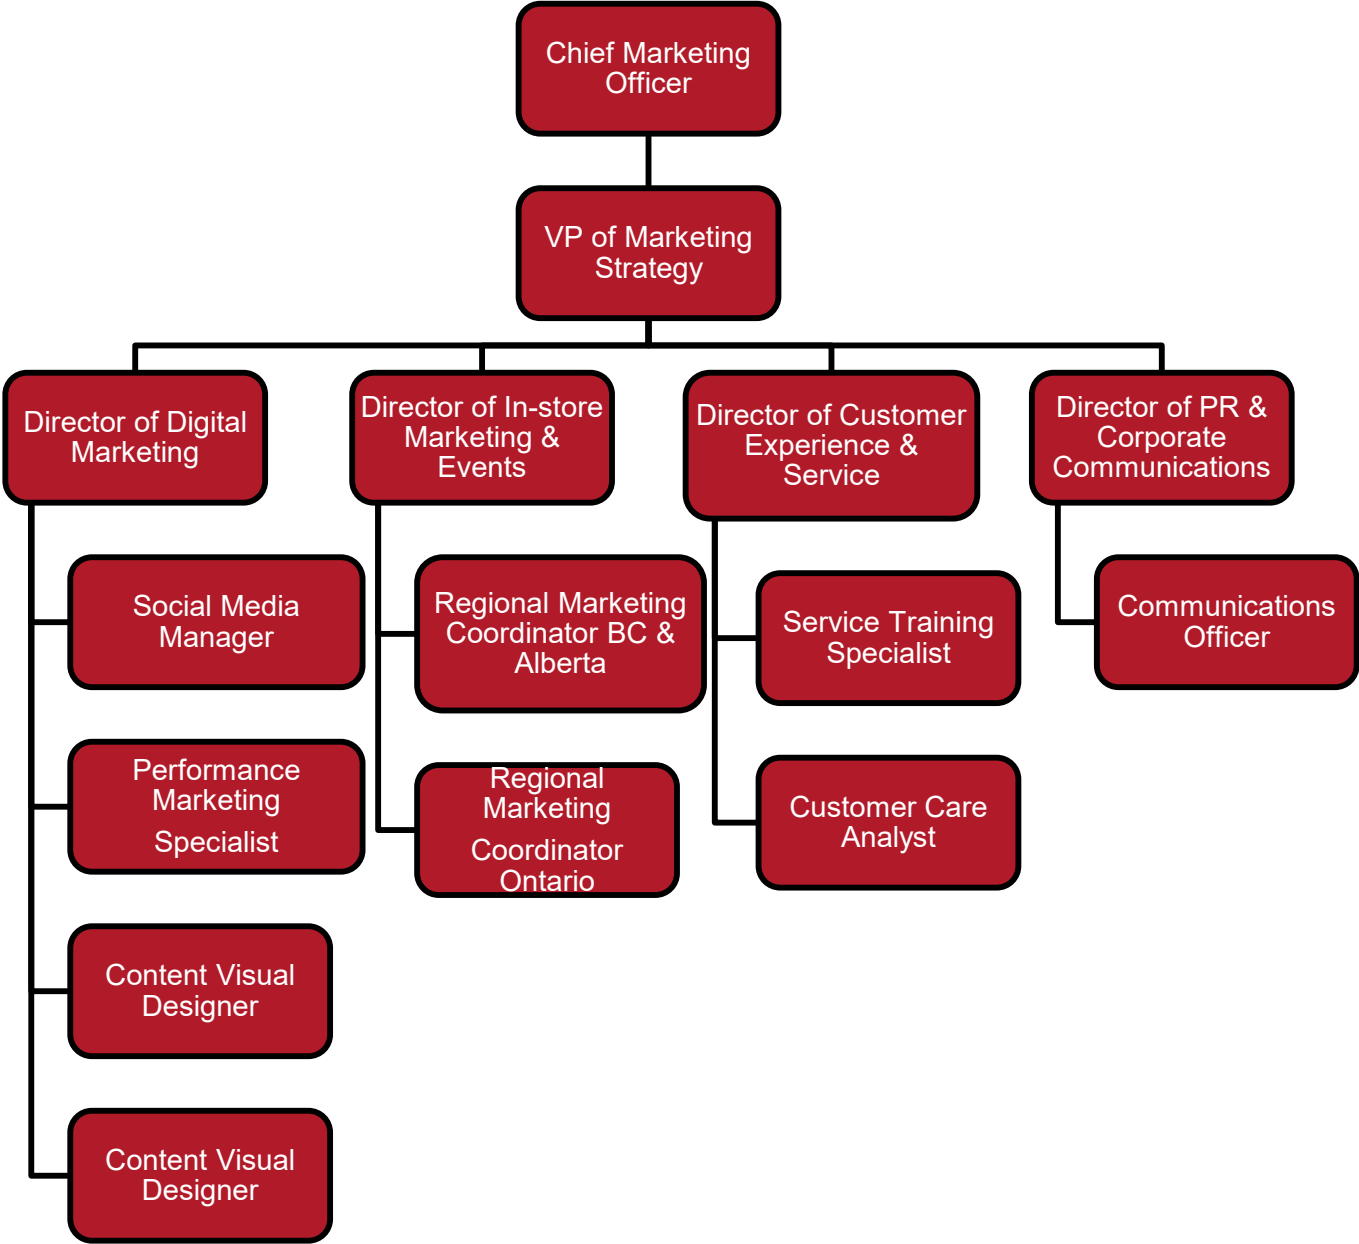 Chief Marketing
Officer
VP of Marketing
Strategy
Director of Digital
Marketing
Director of In-store
Marketing &
Events
Director of Customer
Experience &
Service
Director of PR &
Corporate
Communications
Social Media
Manager
Performance
Marketing
Specialist
Content Visual
Designer
Content Visual
Designer
Regional Marketing
Coordinator BC &
Alberta
Regional
Marketing
Coordinator
Ontario
Service Training
Specialist
Customer Care
Analyst
Communications
Officer